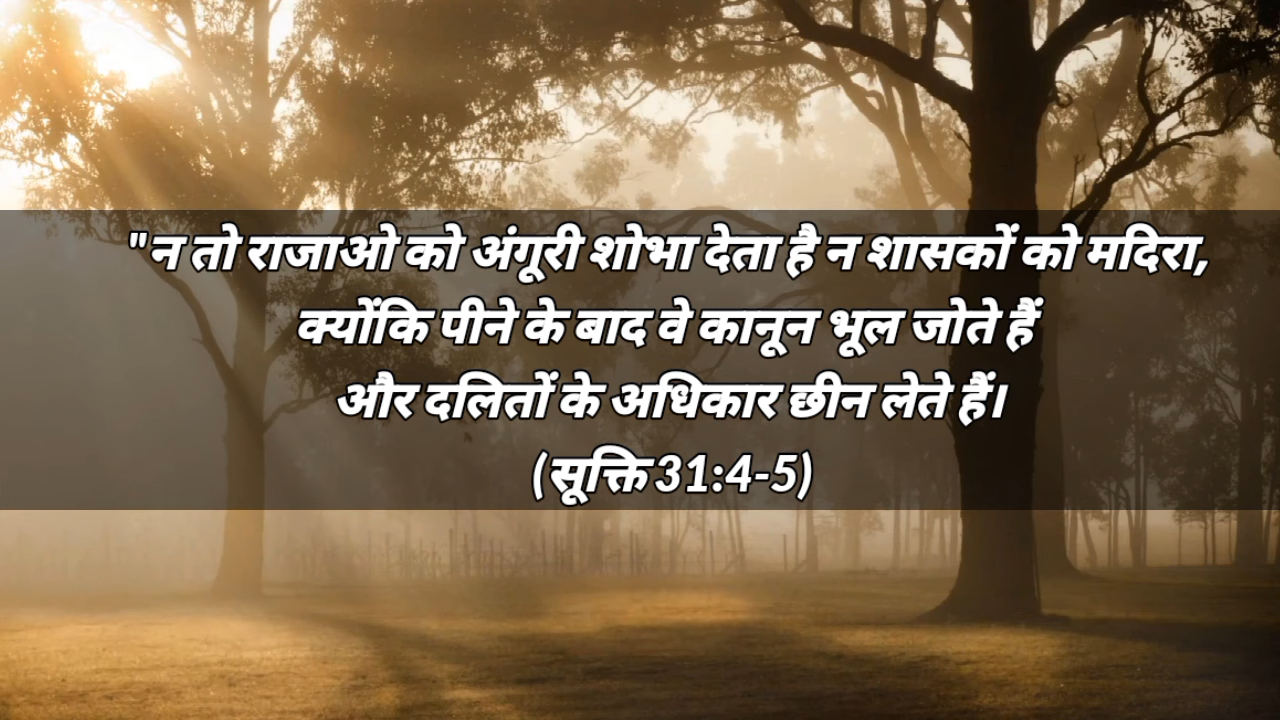 "न तो राजाओ को अंगूरी शोभा देता है न शासकों को मदिरा,
क्योंकि पीने के बाद वे कानून भूल जोते हैं
और दलितों के अधिकार छीन लेते हैं।
(सूक्ति 31:4-5)